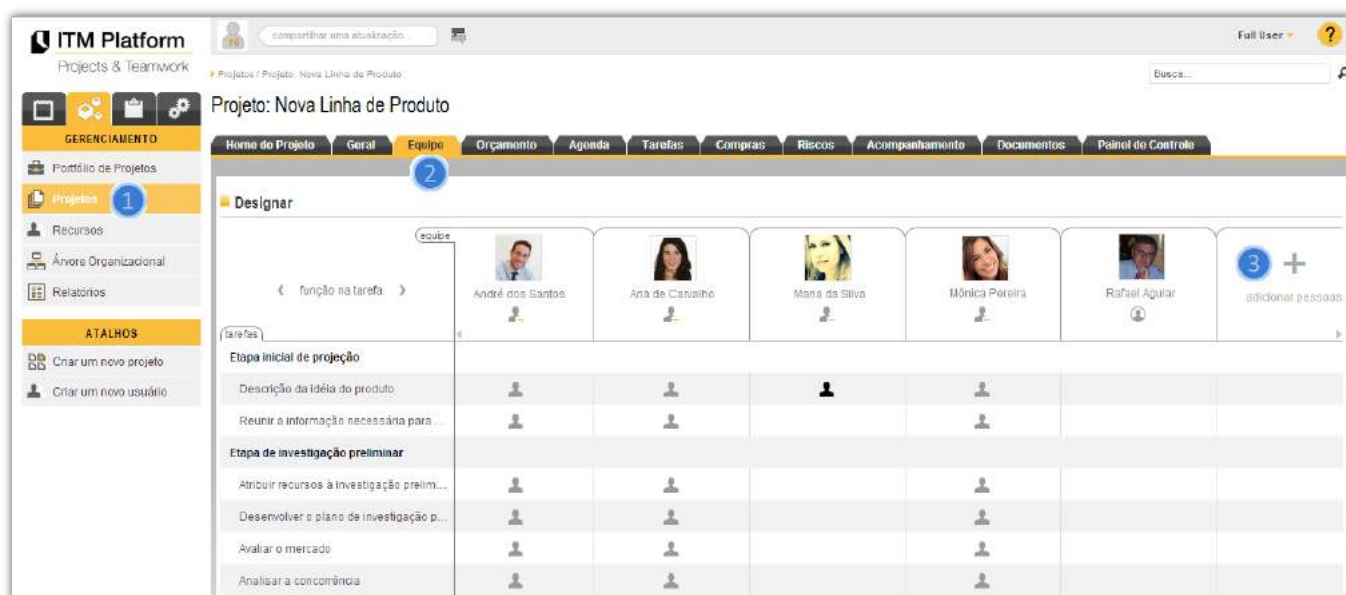 ITM Platform
Projects & Teamwork
compartilhar uma atualização...
Full User
?
Projetos / Projeto: Nova Linha de Produto
Busca...
Projeto: Nova Linha de Produto
GERENCIAMENTO
Portfólio de Projetos
Projetos
1
Recursos
Árvore Organizacional
Relatórios
ATALHOS
Criar um novo projeto
Criar um novo usuário
Home do Projeto
Geral
Equipe
Orçamento
Agenda
Tarefas
Compras
Riscos
Acompanhamento
Documentos
Painel de Controle
2
Designar
equipe
função na tarefa
tarefas
André dos Santos
Ana de Carvalho
Maria da Silva
Mônica Pereira
Rafael Aguiar
3
+
adicionar pessoas
Etapa inicial de projeção
Descrição da idéia do produto
Reunir a informação necessária para ...
Etapa de investigação preliminar
Atribuir recursos à investigação prelim...
Desenvolver o plano de investigação p...
Avaliar o mercado
Analisar a concorrência